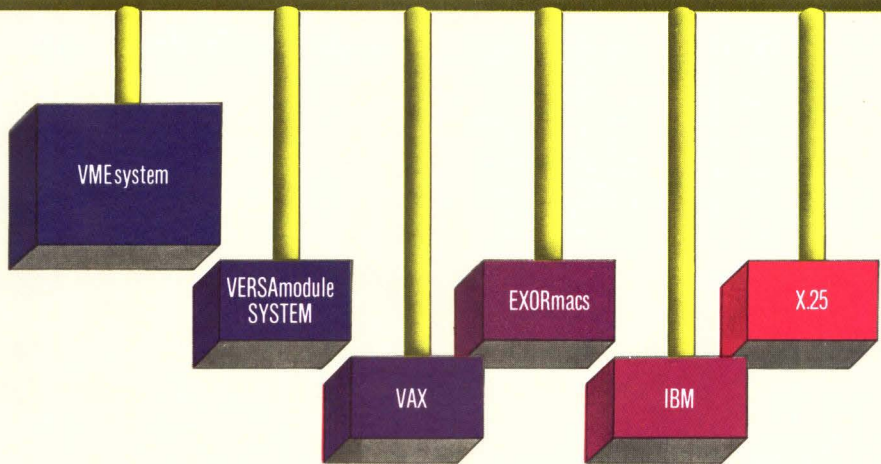 VMEsystem
VERSAmodule
SYSTEM
VAX
EXORmacs
IBM
X.25